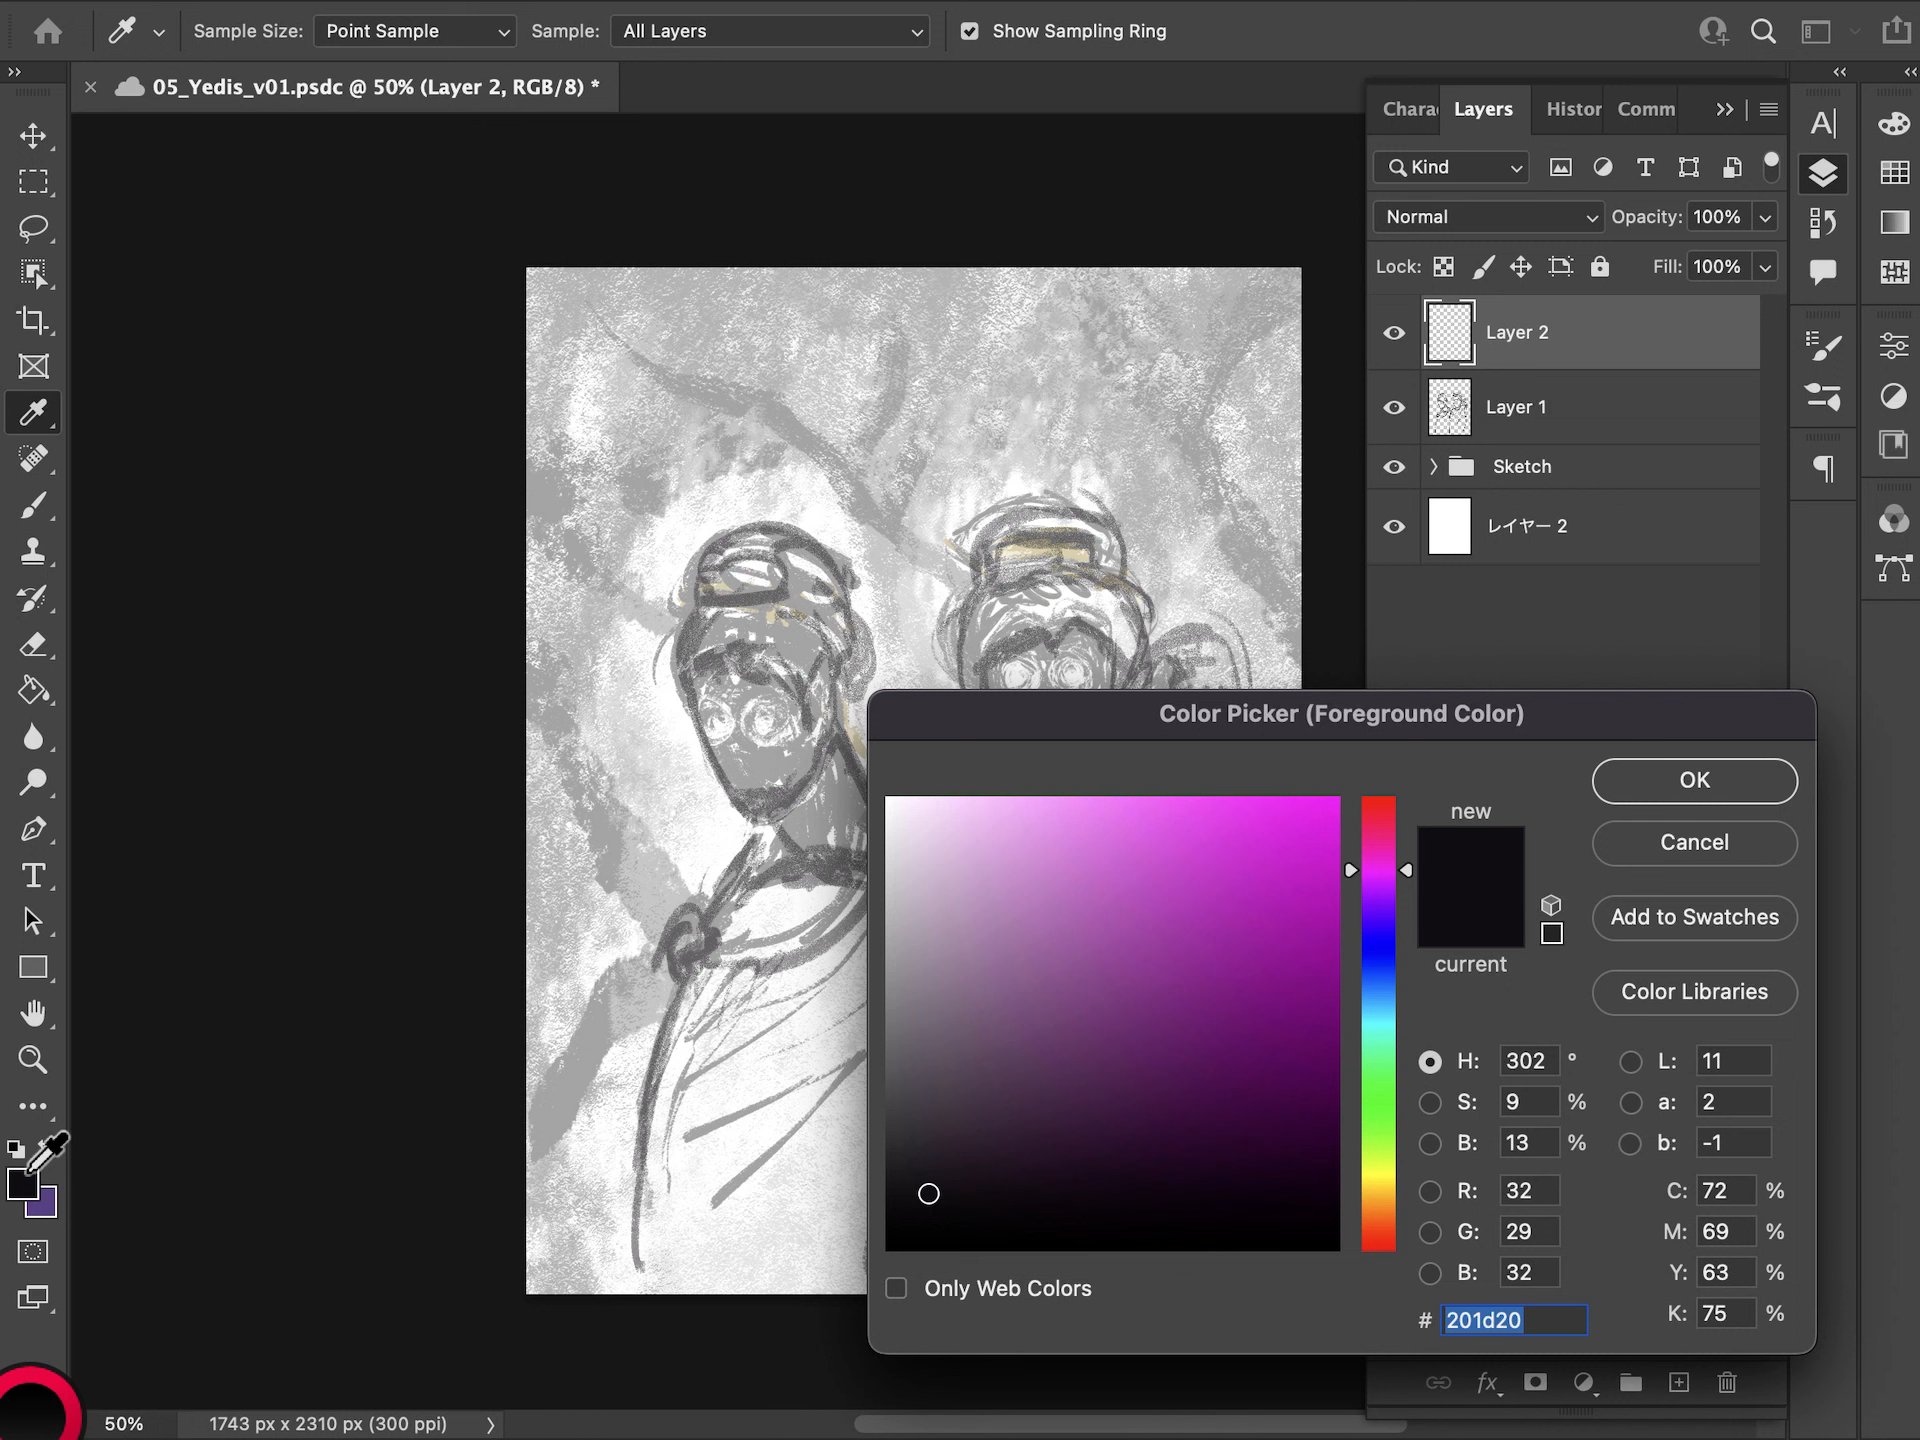 Sample Size: Point Sample Sample: All Layers Show Sampling Ring
05_Yedis_v01.psdc @ 50% (Layer 2, RGB/8) *
Chara Layers Histor Comm
Kind
Normal Opacity: 100%
Lock: Fill: 100%
Layer 2
Layer 1
Sketch
レイヤー 2
Color Picker (Foreground Color)
OK
new
Cancel
Add to Swatches
current
Color Libraries
H: 302 ° L: 11
S: 9 % a: 2
B: 13 % b: -1
R: 32 C: 72 %
G: 29 M: 69 %
B: 32 Y: 63 %
Only Web Colors
# 201d20 K: 75 %
fx
50% 1743 px x 2310 px (300 ppi)